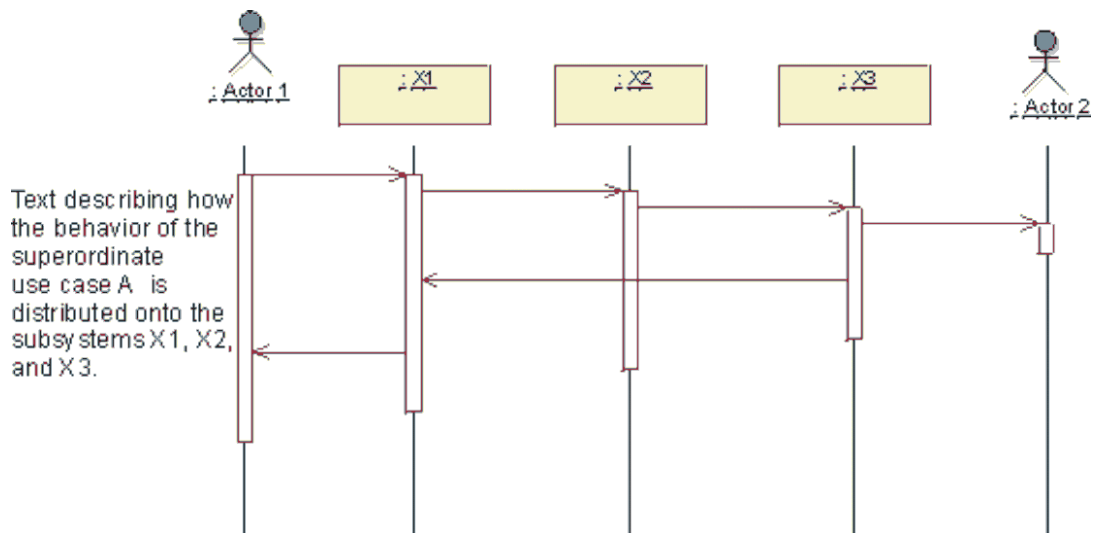 : Actor 1
: X1
: X2
: X3
: Actor 2
Text describing how
the behavior of the
superordinate
use case A is
distributed onto the
subsystems X1, X2,
and X3.